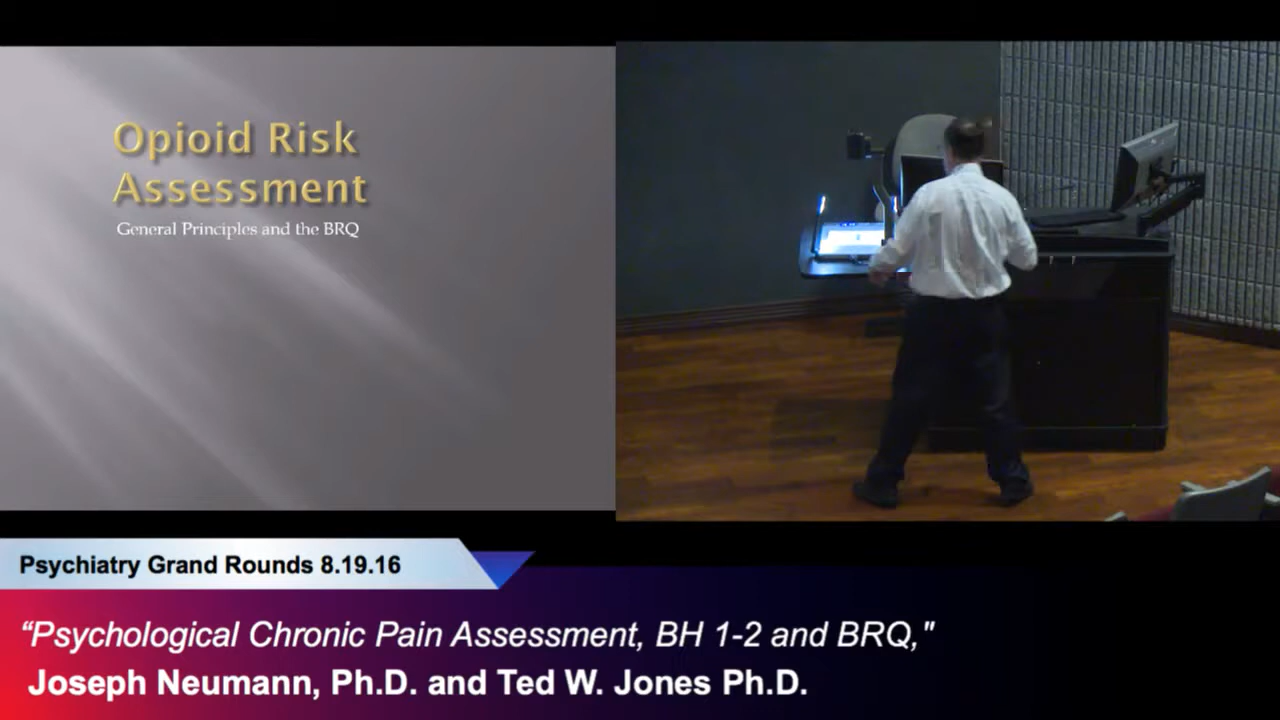 Opioid Risk
Assessment
General Principles and the BRQ
Psychiatry Grand Rounds 8.19.16
“Psychological Chronic Pain Assessment, BH 1-2 and BRQ,"
Joseph Neumann, Ph.D. and Ted W. Jones Ph.D.